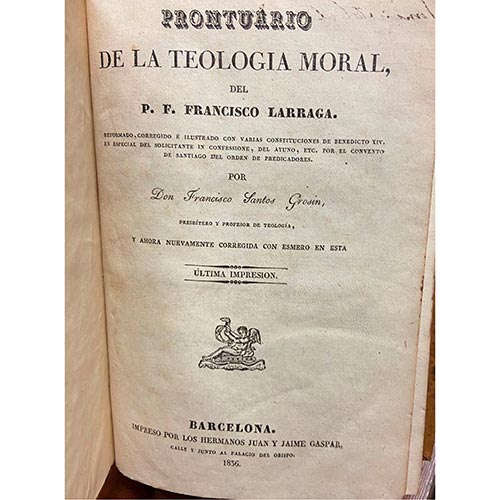 PRONTUARIO
DE LA TEOLOGIA MORAL,
DEL
P. F. FRANCISCO LARRAGA.
REFORMADO, CORREGIDO É ILUSTRADO CON VARIAS CONSTITUCIONES DE BENEDICTO XIV.
EN ESPECIAL DEL SOLICITANTE IN CONFESSIONE, DEL AYUNO, ETC. POR EL CONVENTO
DE SANTIAGO DEL ORDEN DE PREDICADORES.
POR
Don Francisco Santos Grosin,
PRESBÍTERO Y PROFESOR DE TEOLOGÍA,
Y AHORA NUEVAMENTE CORREGIDA CON ESMERO EN ESTA
ÚLTIMA IMPRESION.
BARCELONA.
IMPRESO POR LOS HERMANOS JUAN Y JAIME GASPAR,
CALLE Y JUNTO AL PALACIO DEL OBISPO.
1836.